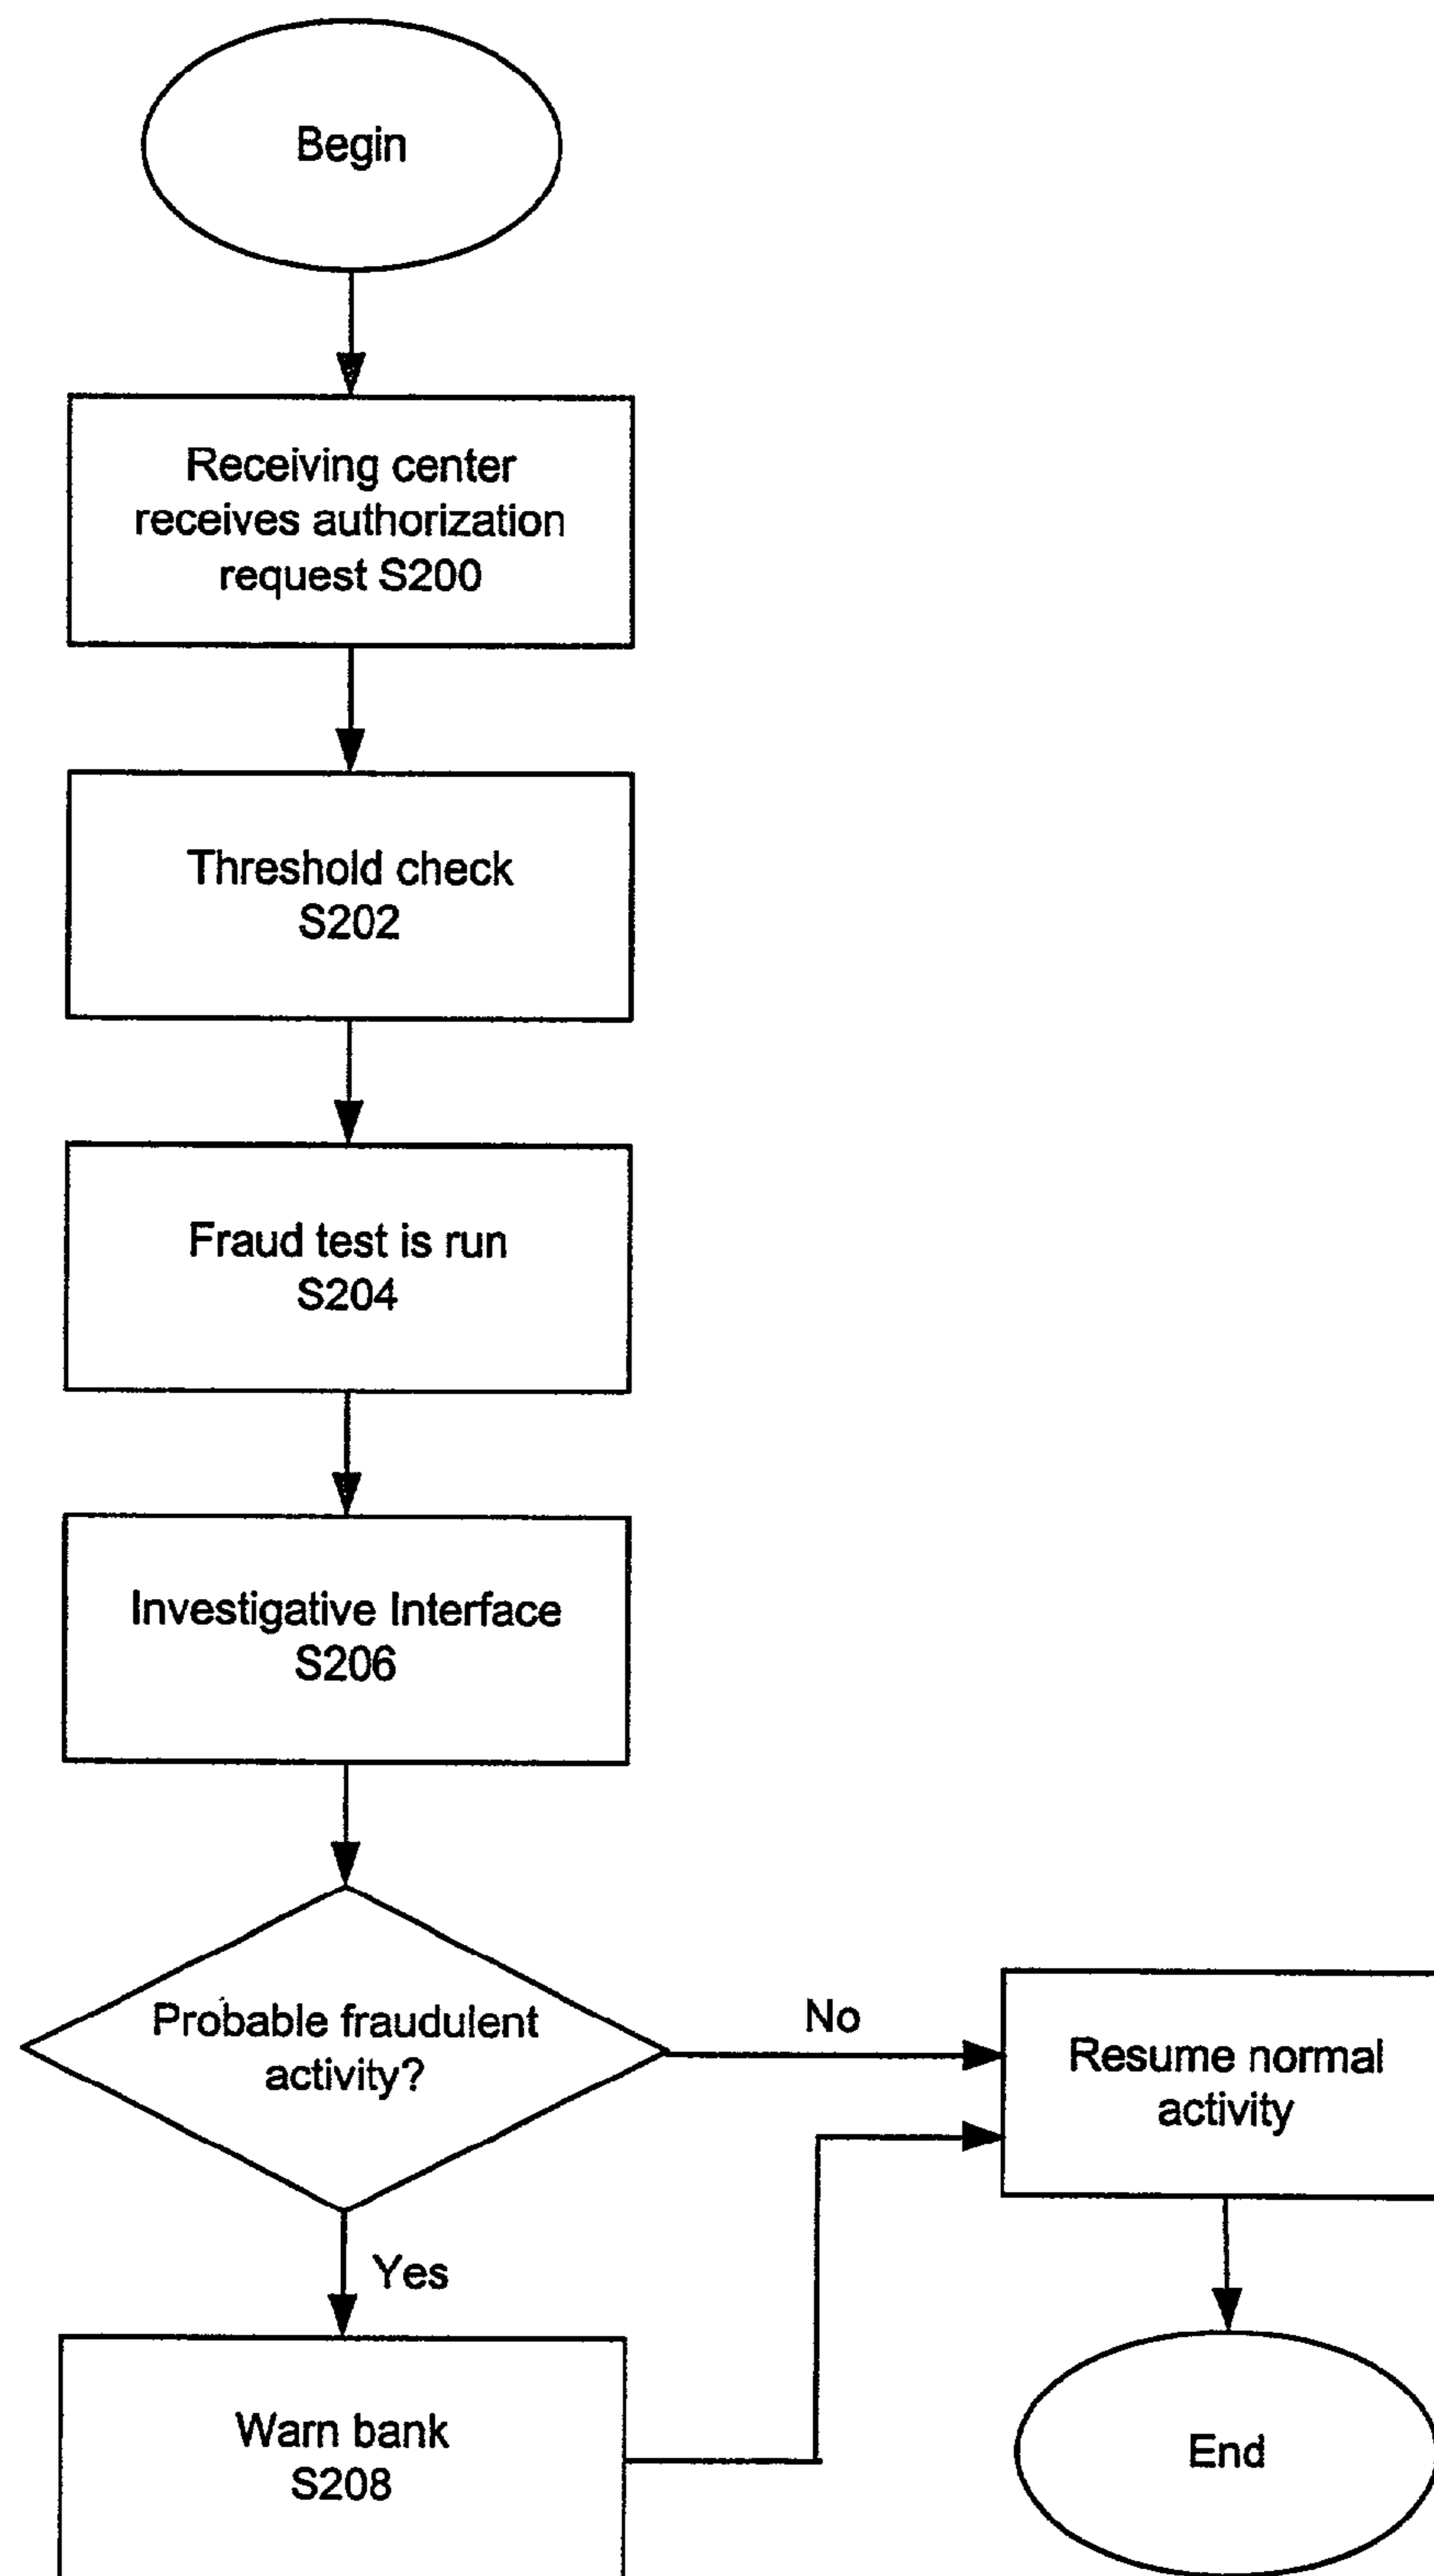 Begin
Receiving center
receives authorization
request S200
Threshold check
S202
Fraud test is run
S204
Investigative Interface
S206
Probable fraudulent
activity?
No
Resume normal
activity
Yes
Warn bank
S208
End